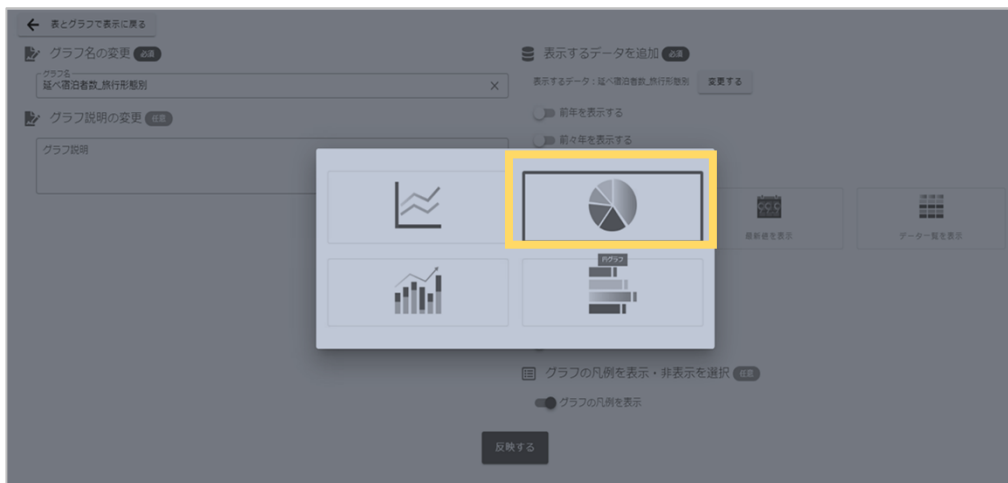 表とグラフで表示に戻る
グラフ名の変更 必須
グラフ名
延べ宿泊者数_旅行形態別
グラフ説明の変更 任意
グラフ説明
表示するデータを追加 必須
表示するデータ：延べ宿泊者数_旅行形態別 変更する
前年を表示する
前々年を表示する
最新値を表示
データ一覧を表示
円グラフ
グラフの凡例を表示・非表示を選択 任意
グラフの凡例を表示
反映する